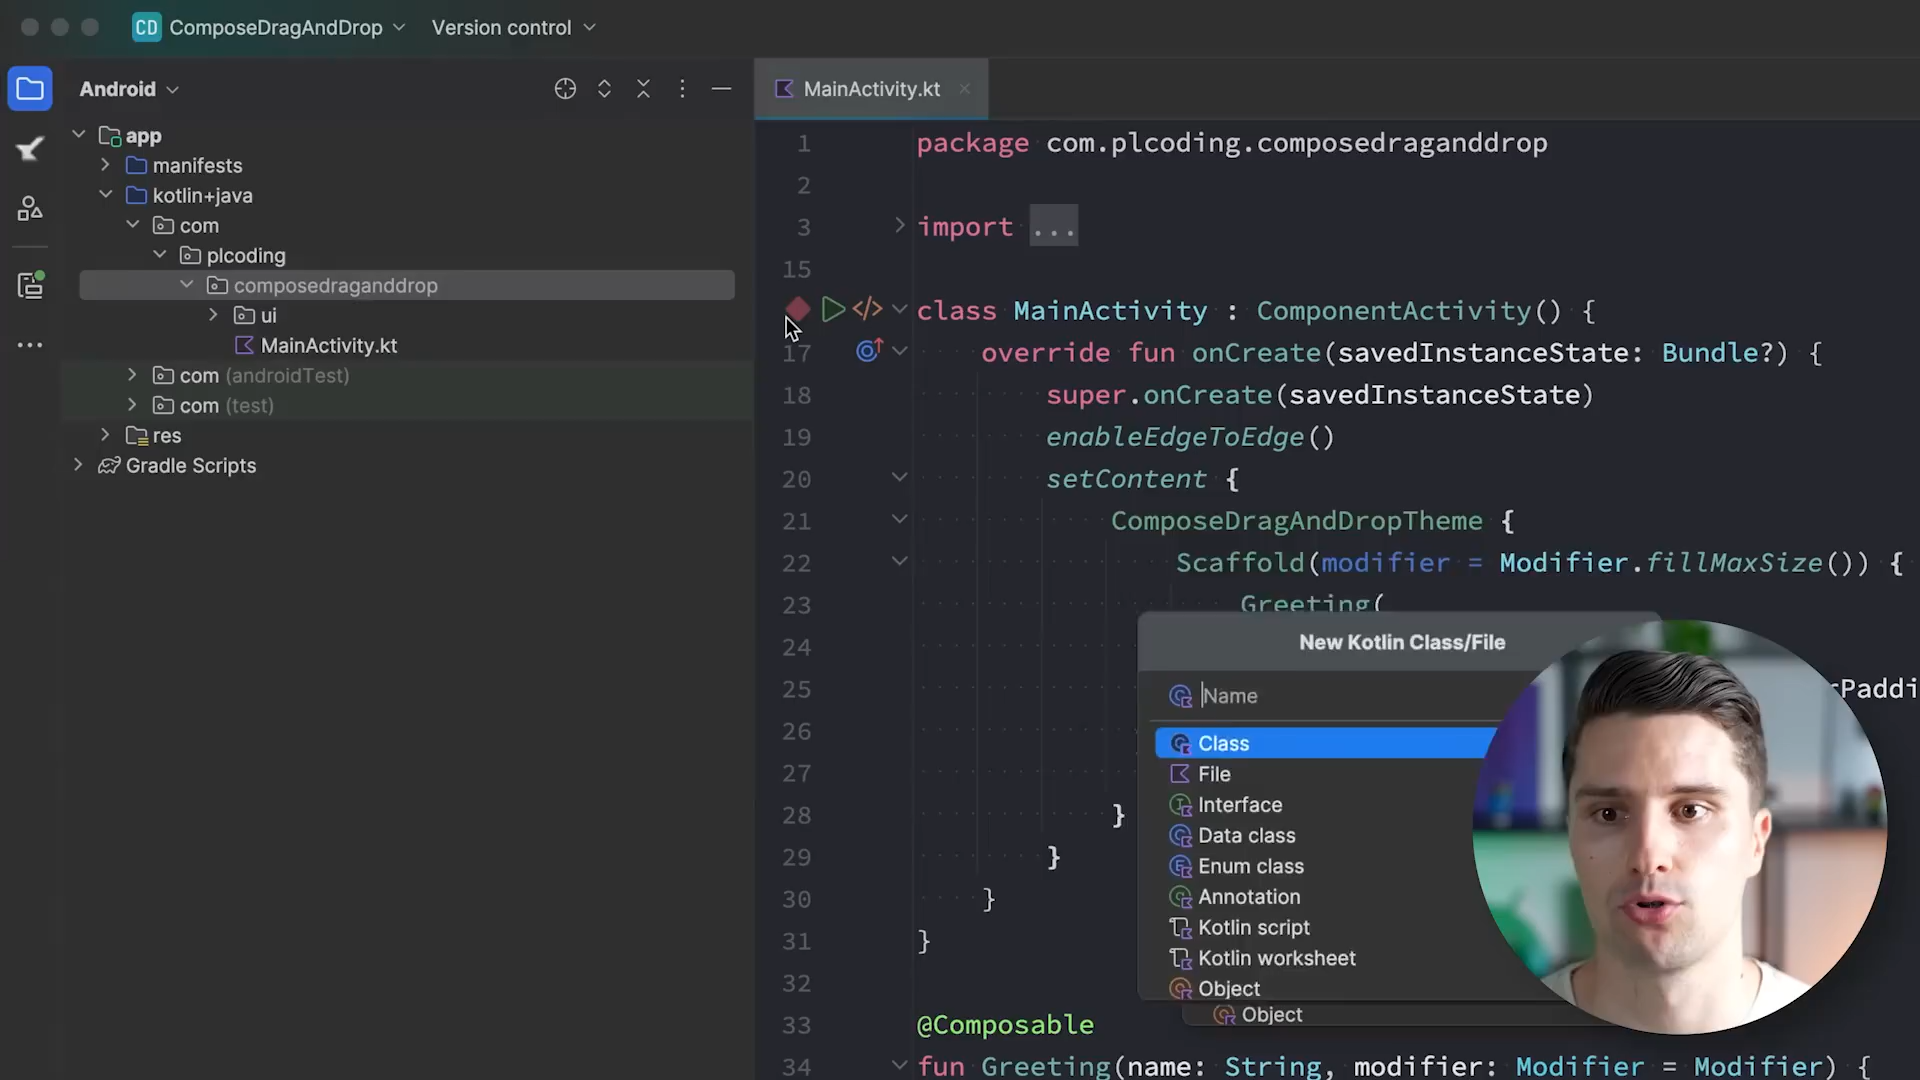 CD ComposeDragAndDrop Version control
Android
app
manifests
kotlin+java
com
plcoding
composedraganddrop
ui
MainActivity.kt
com (androidTest)
com (test)
res
Gradle Scripts
MainActivity.kt
1 package com.plcoding.composedraganddrop
2
3 import ...
15
class MainActivity : ComponentActivity() {
17 override fun onCreate(savedInstanceState: Bundle?) {
18 super.onCreate(savedInstanceState)
19 enableEdgeToEdge()
20 setContent {
21 ComposeDragAndDropTheme {
22 Scaffold(modifier = Modifier.fillMaxSize()) {
23 Greeting(
24
25 rPaddi
26
27
28 }
29 }
30 }
31 }
32
33 @Composable
34 fun Greeting(name: String, modifier: Modifier = Modifier) {
New Kotlin Class/File
Name
Class
File
Interface
Data class
Enum class
Annotation
Kotlin script
Kotlin worksheet
Object
Object